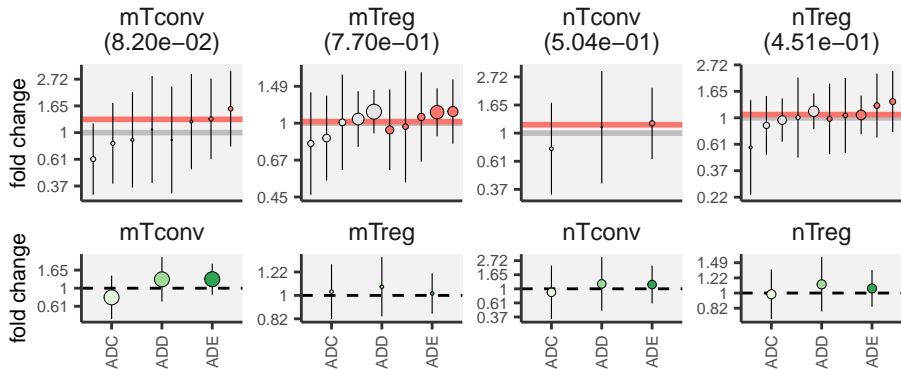 mTconv
(8.20e−02)
mTreg
(7.70e−01)
nTconv
(5.04e−01)
nTreg
(4.51e−01)
fold change
2.72
1.65
1
0.61
0.37
1.49
1
0.67
0.45
2.72
1.65
1
0.61
0.37
2.72
1.65
1
0.61
0.37
0.22
mTconv
mTreg
nTconv
nTreg
fold change
1.65
1
0.61
1.22
1
0.82
2.72
1.65
1
0.61
0.37
1.49
1.22
1
0.82
ADC
ADD
ADE
ADC
ADD
ADE
ADC
ADD
ADE
ADC
ADD
ADE